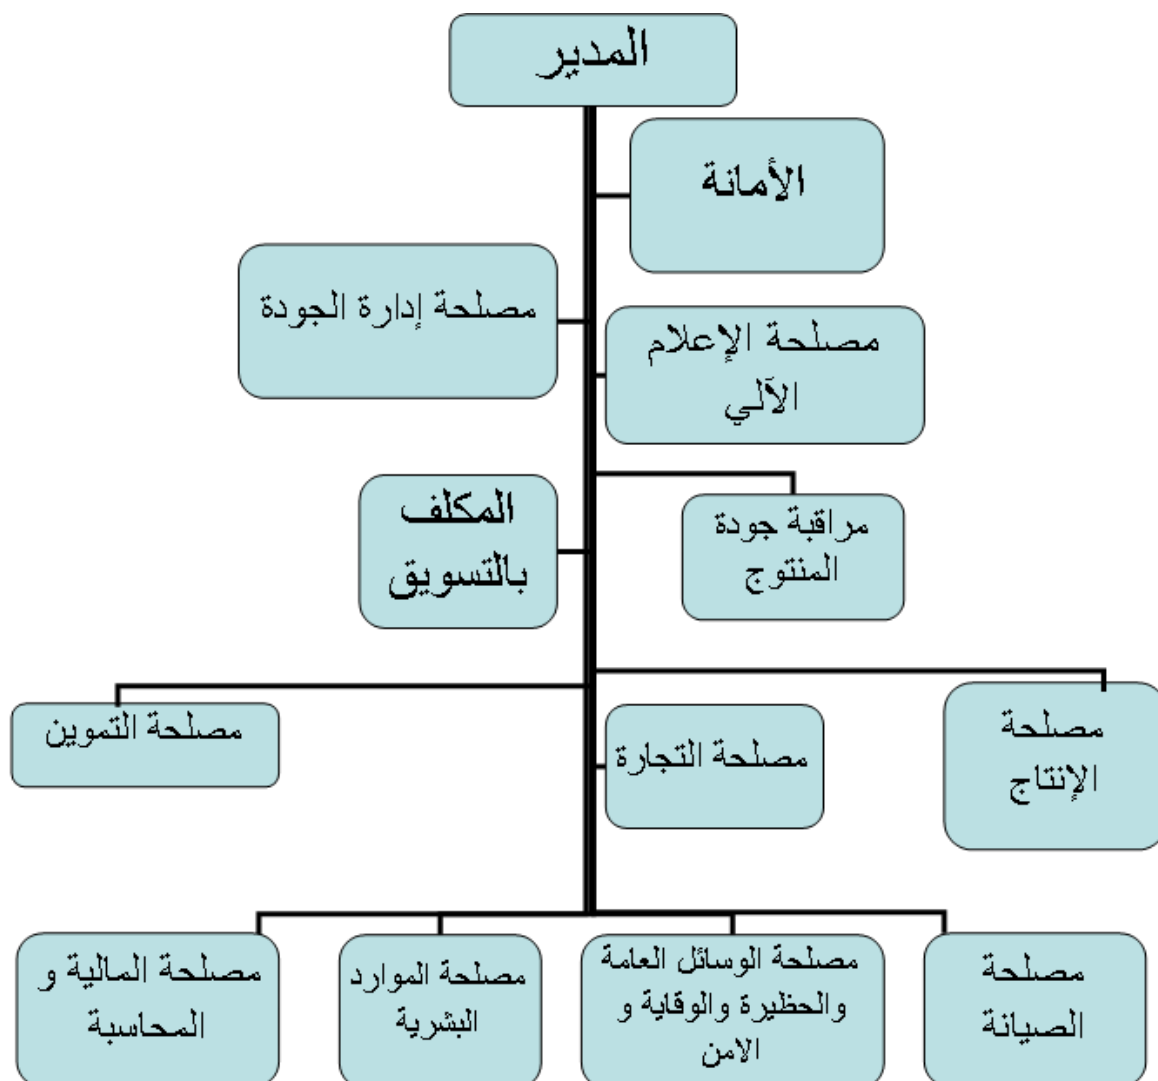 المدير
الأمانة
مصلحة إدارة الجودة
مصلحة الإعلام
الآلي
المكلف
بالتسويق
مراقبة جودة
المنتوج
مصلحة
الإنتاج
مصلحة التجارة
مصلحة التموين
مصلحة
الصيانة
مصلحة الوسائل العامة
والحظيرة والوقاية و
الامن
مصلحة الموارد
البشرية
مصلحة المالية و
المحاسبة